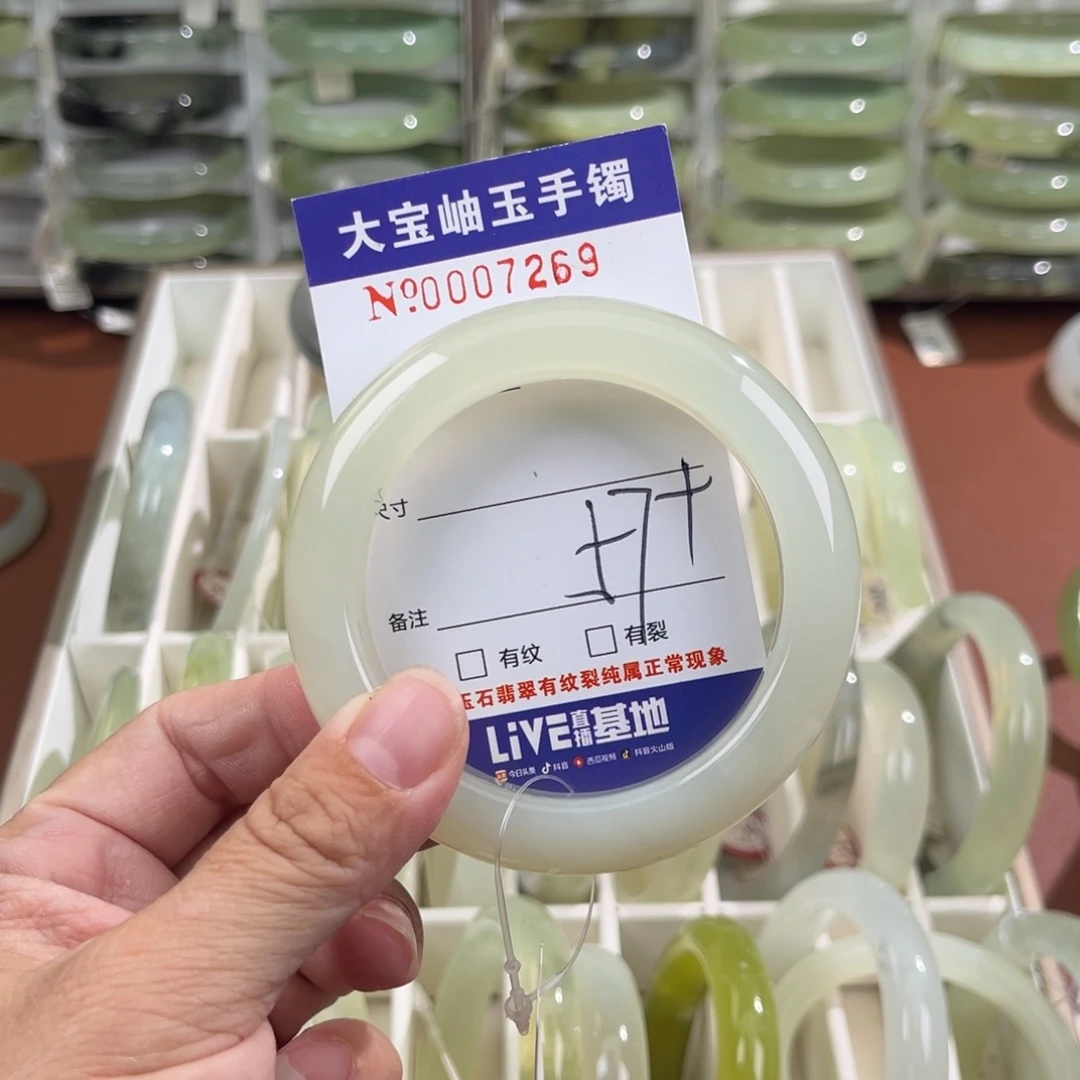 大宝岫玉手镯
Nº:0007269
尺寸
备注
有纹 有裂
玉石翡翠有纹裂纯属正常现象
LiVE直播基地
今日头条 抖音 西瓜视频 抖音火山版